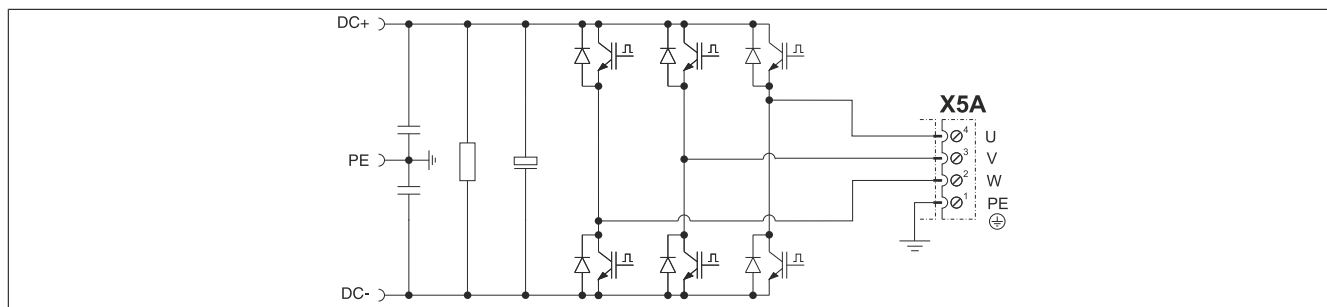 DC+
X5A
4 U
3 V
PE
2 W
1 PE
DC-